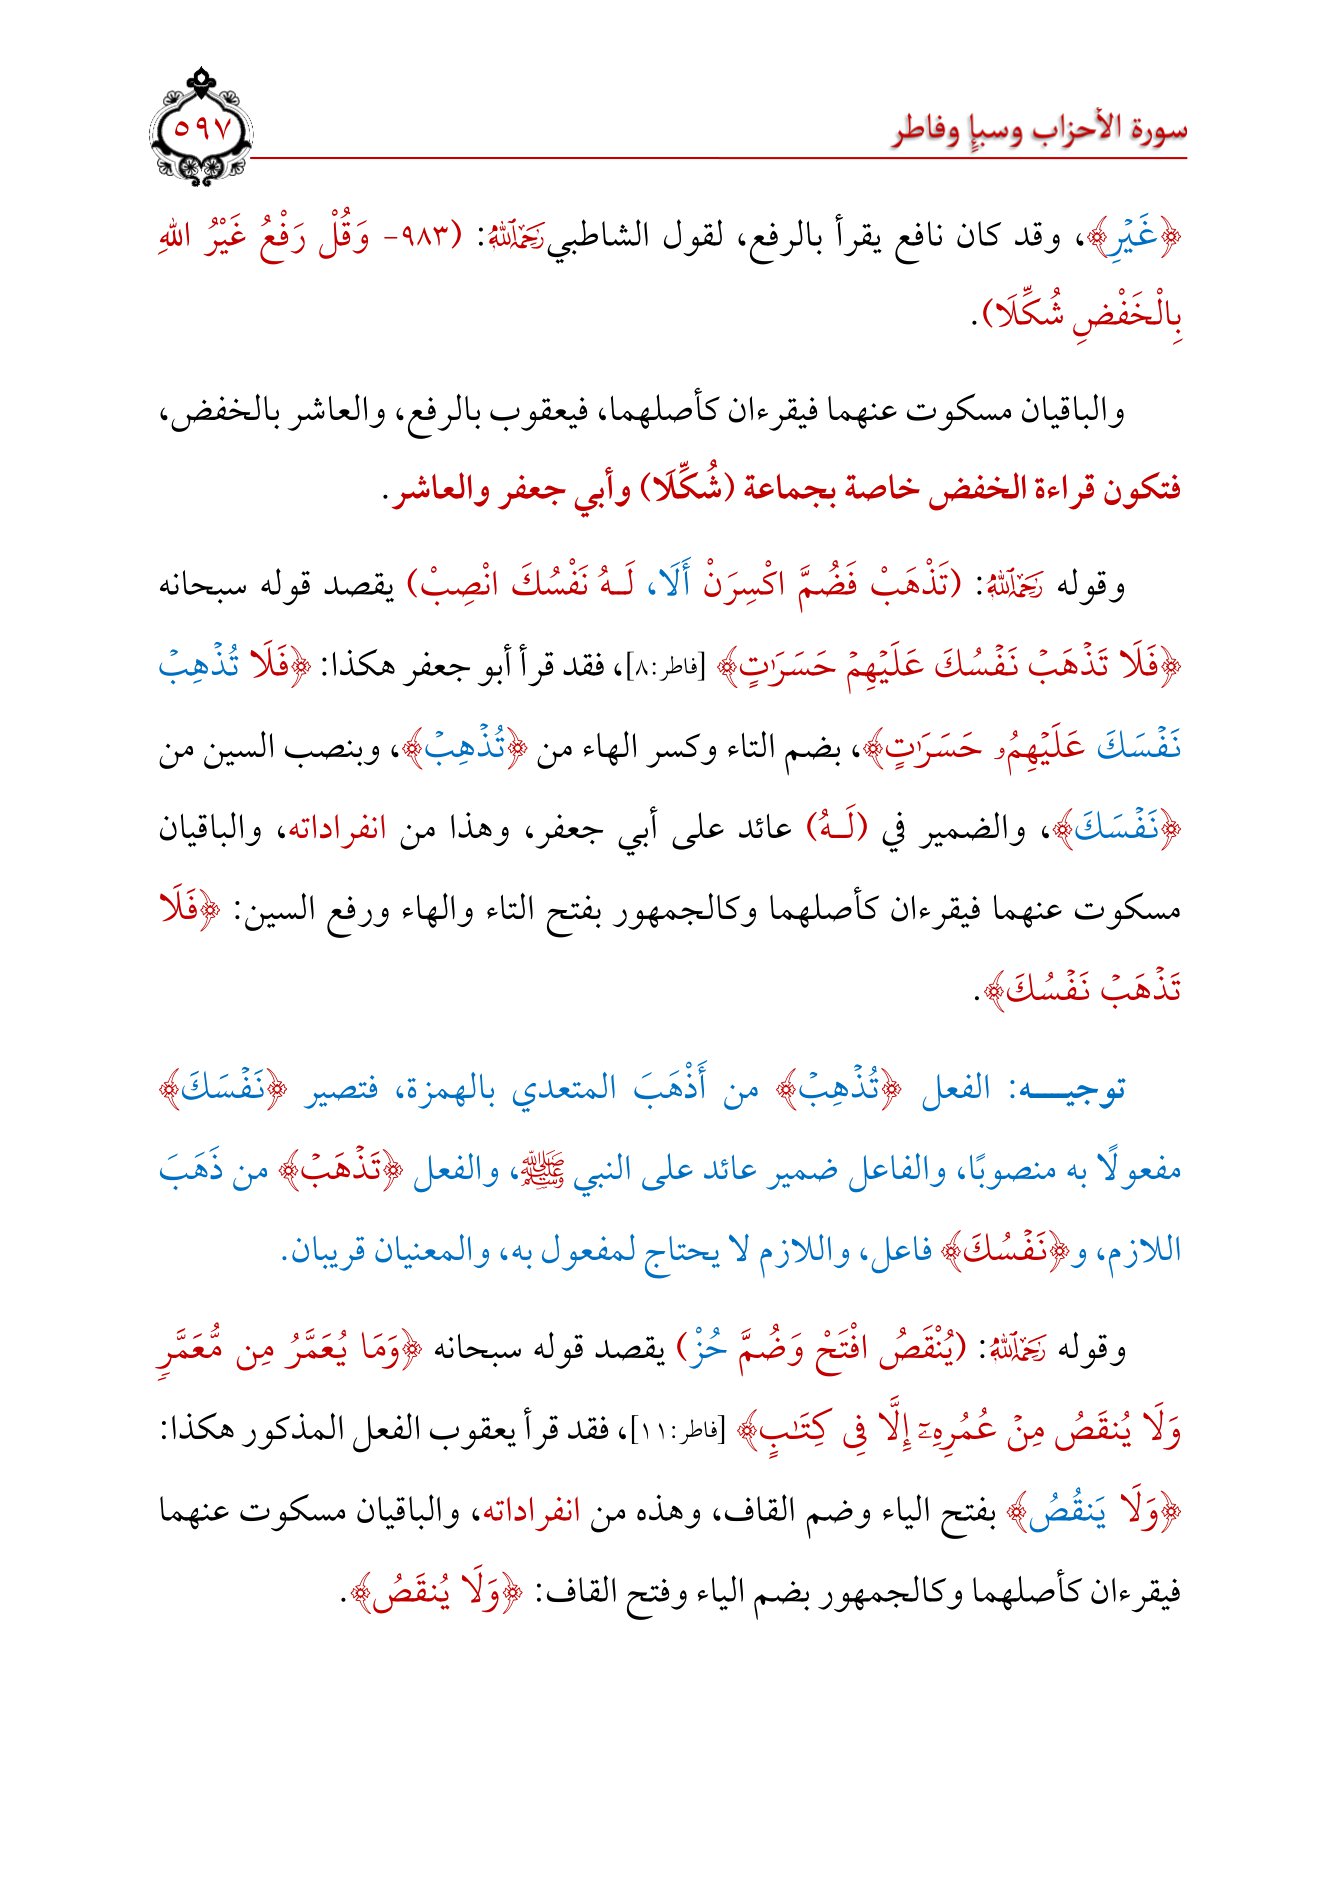 سورة الأحزاب وسبإٍ وفاطر
٥٩٧
﴿غَيْرِ﴾، وقد كان نافع يقرأ بالرفع، لقول الشاطبي رَحِمَهُ ٱللَّهُ: (٩٨٣- وَقُلْ رَفْعُ غَيْرُ اللهِ
بِالْخَفْضِ شُكِّلَا).
والباقيان مسكوت عنهما فيقرءان كأصلهما، فيعقوب بالرفع، والعاشر بالخفض،
فتكون قراءة الخفض خاصة بجماعة (شُكِّلَا) وأبي جعفر والعاشر.
وقوله رَحِمَهُ ٱللَّهُ: (تَذْهَبْ فَضُمَّ اكْسِرَنْ أَلَا، لَـهُ نَفْسُكَ انْصِبْ) يقصد قوله سبحانه
﴿فَلَا تَذْهَبْ نَفْسُكَ عَلَيْهِمْ حَسَرَٰتٍ﴾ [فاطر:٨]، فقد قرأ أبو جعفر هكذا: ﴿فَلَا تُذْهِبْ
نَفْسَكَ عَلَيْهِمُۥ حَسَرَٰتٍ﴾، بضم التاء وكسر الهاء من ﴿تُذْهِبْ﴾، وبنصب السين من
﴿نَفْسَكَ﴾، والضمير في (لَـهُ) عائد على أبي جعفر، وهذا من انفراداته، والباقيان
مسكوت عنهما فيقرءان كأصلهما وكالجمهور بفتح التاء والهاء ورفع السين: ﴿فَلَا
تَذْهَبْ نَفْسُكَ﴾.
توجيـــه: الفعل ﴿تُذْهِبْ﴾ من أَذْهَبَ المتعدي بالهمزة، فتصير ﴿نَفْسَكَ﴾
مفعولًا به منصوبًا، والفاعل ضمير عائد على النبي ﷺ، والفعل ﴿تَذْهَبْ﴾ من ذَهَبَ
اللازم، و﴿نَفْسُكَ﴾ فاعل، واللازم لا يحتاج لمفعول به، والمعنيان قريبان.
وقوله رَحِمَهُ ٱللَّهُ: (يُنْقَصُ افْتَحْ وَضُمَّ حُزْ) يقصد قوله سبحانه ﴿وَمَا يُعَمَّرُ مِن مُّعَمَّرٍ
وَلَا يُنقَصُ مِنْ عُمُرِهِۦٓ إِلَّا فِى كِتَٰبٍ﴾ [فاطر:١١]، فقد قرأ يعقوب الفعل المذكور هكذا:
﴿وَلَا يَنقُصُ﴾ بفتح الياء وضم القاف، وهذه من انفراداته، والباقيان مسكوت عنهما
فيقرءان كأصلهما وكالجمهور بضم الياء وفتح القاف: ﴿وَلَا يُنقَصُ﴾.